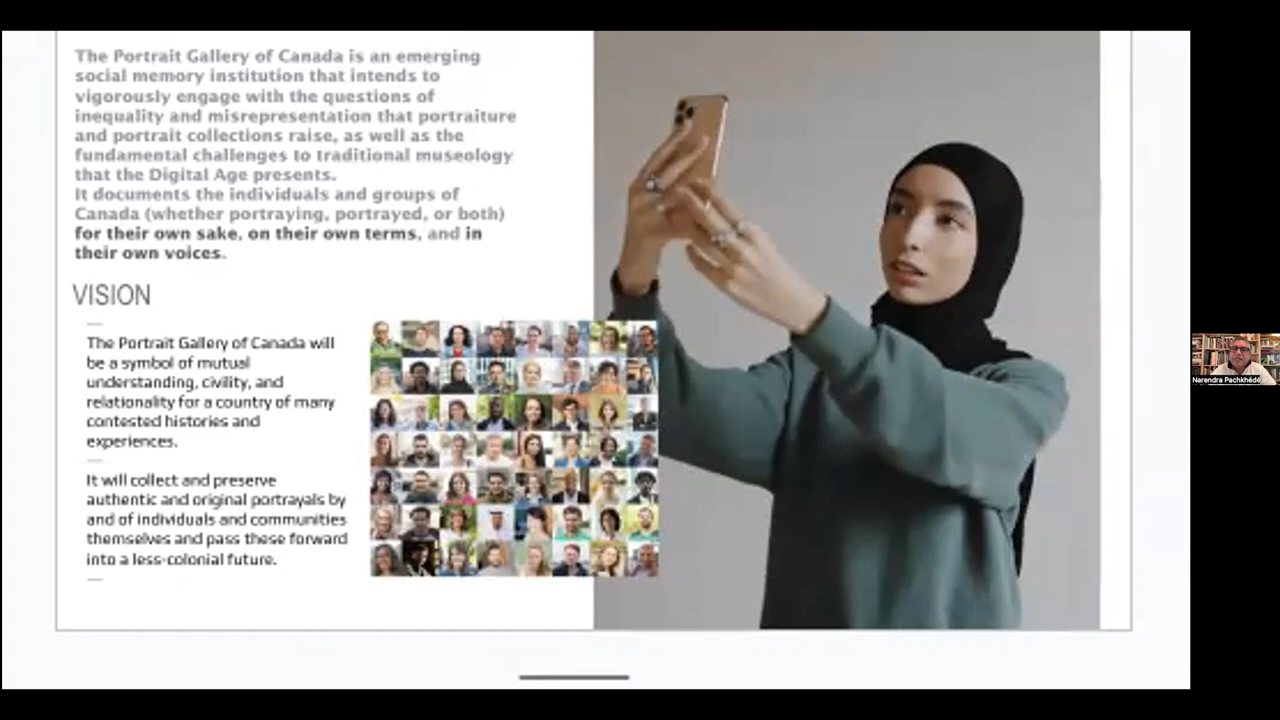 The Portrait Gallery of Canada is an emerging
social memory institution that intends to
vigorously engage with the questions of
inequality and misrepresentation that portraiture
and portrait collections raise, as well as the
fundamental challenges to traditional museology
that the Digital Age presents.
It documents the individuals and groups of
Canada (whether portraying, portrayed, or both)
for their own sake, on their own terms, and in
their own voices.
VISION
The Portrait Gallery of Canada will
be a symbol of mutual
understanding, civility, and
relationality for a country of many
contested histories and
experiences.
It will collect and preserve
authentic and original portrayals by
and of individuals and communities
themselves and pass these forward
into a less-colonial future.
Narendra Pachkhédé